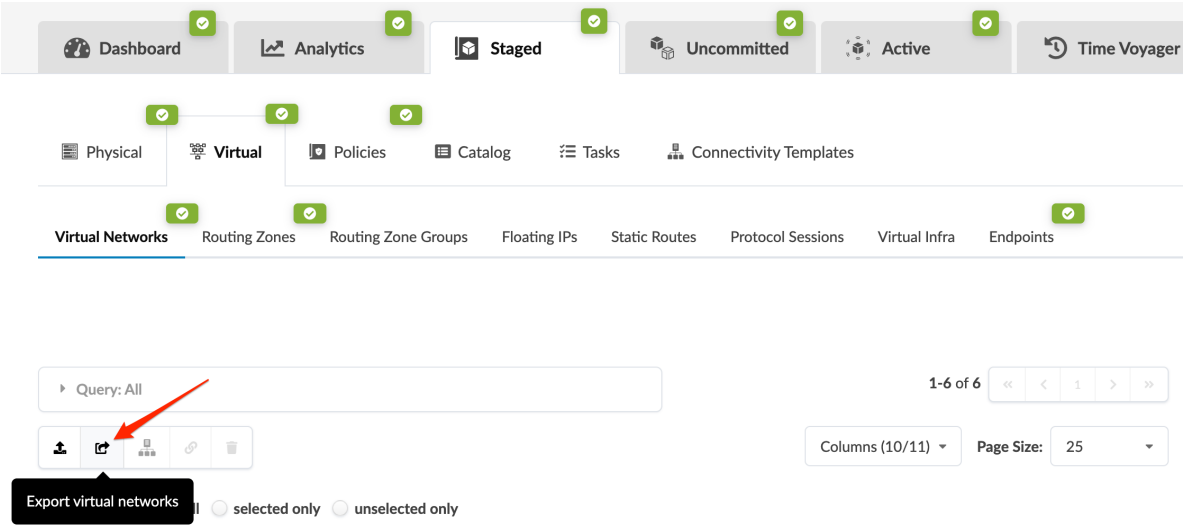 Dashboard Analytics Staged Uncommitted Active Time Voyager
Physical Virtual Policies Catalog Tasks Connectivity Templates
Virtual Networks Routing Zones Routing Zone Groups Floating IPs Static Routes Protocol Sessions Virtual Infra Endpoints
Query: All 1-6 of 6 « < 1 > »
Columns (10/11) Page Size: 25
Export virtual networks selected only unselected only